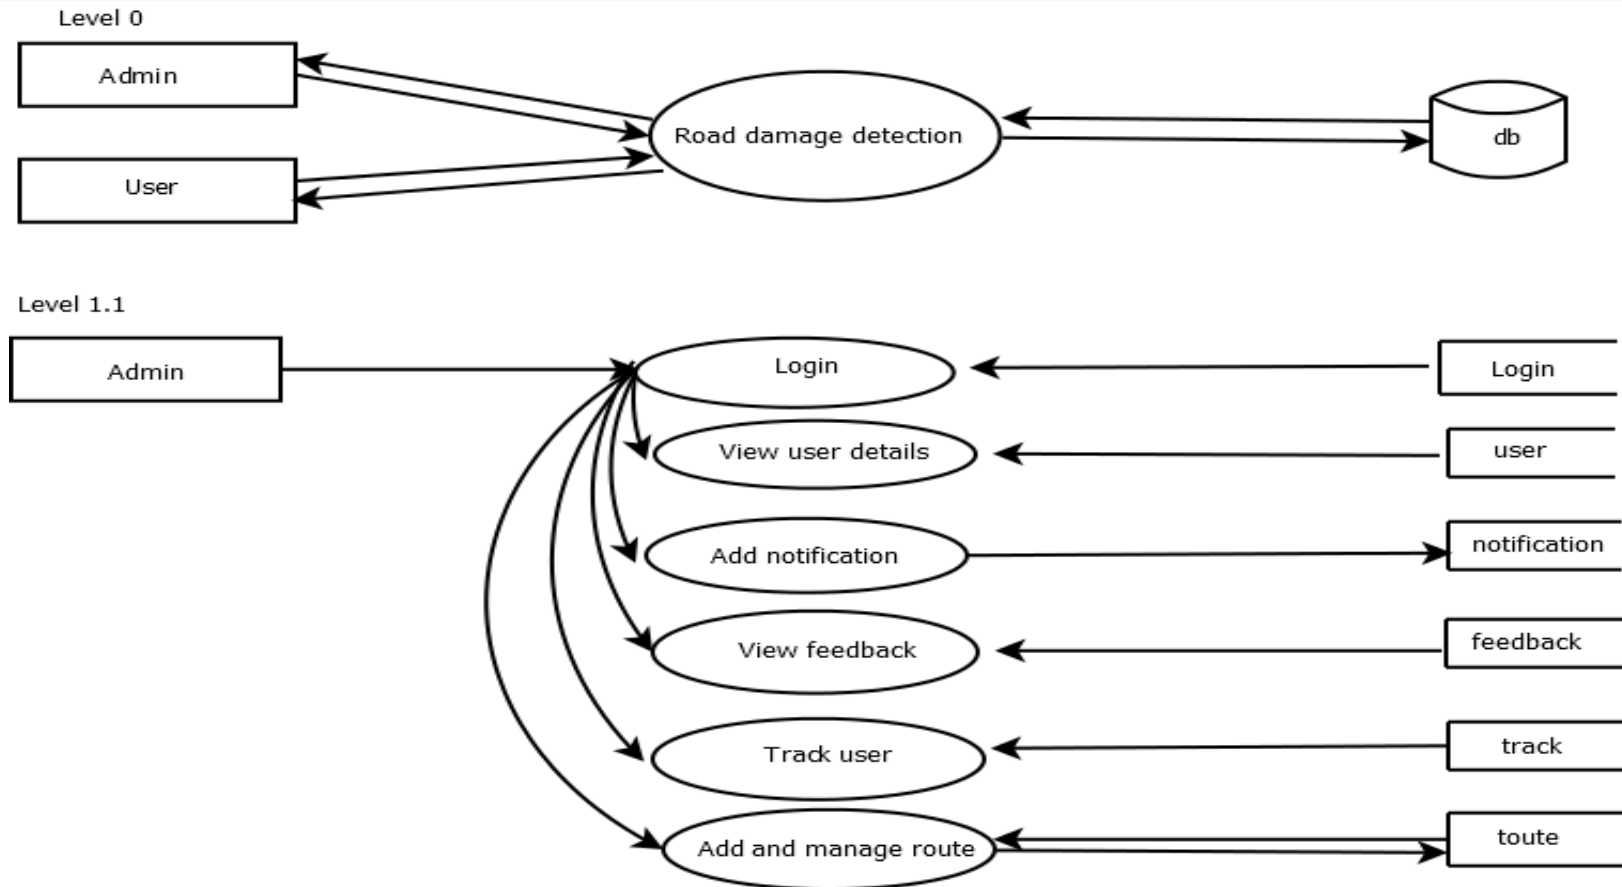 Level 0
Admin
Road damage detection
db
User
Level 1.1
Admin
Login
Login
View user details
user
Add notification
notification
View feedback
feedback
Track user
track
Add and manage route
toute